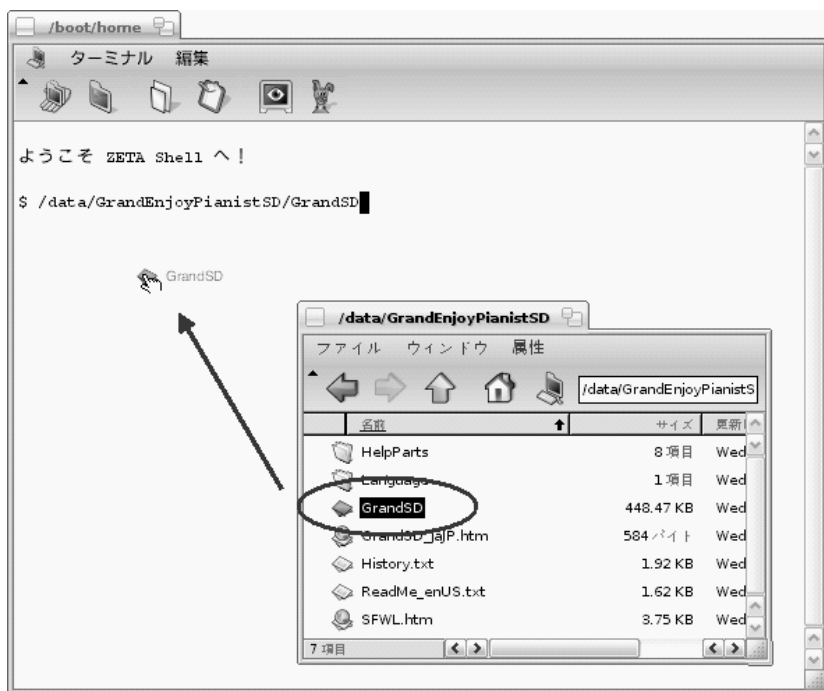 /boot/home
ターミナル 編集
ようこそ ZETA Shell へ!
$ /data/GrandEnjoyPianistSD/GrandSD
GrandSD
/data/GrandEnjoyPianistSD
ファイル ウィンドウ 属性
/data/GrandEnjoyPianistS
名前 サイズ 更新
HelpParts 8 項目 Wed
Language 1 項目 Wed
GrandSD 448.47 KB Wed
GrandSD_jaJP.htm 584 バイト Wed
History.txt 1.92 KB Wed
ReadMe_enUS.txt 1.62 KB Wed
SFWL.htm 3.75 KB Wed
7 項目